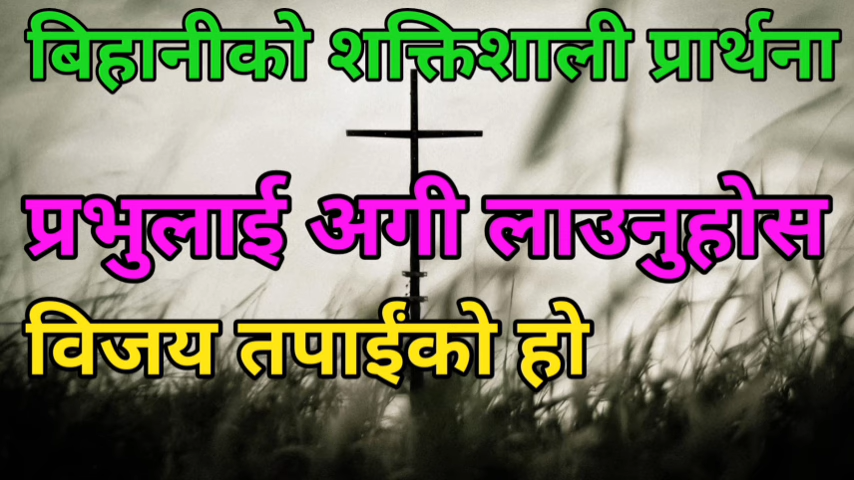 बिहानीको शक्तिशाली प्रार्थना
प्रभुलाई अगी लाउनुहोस
विजय तपाईंको हो